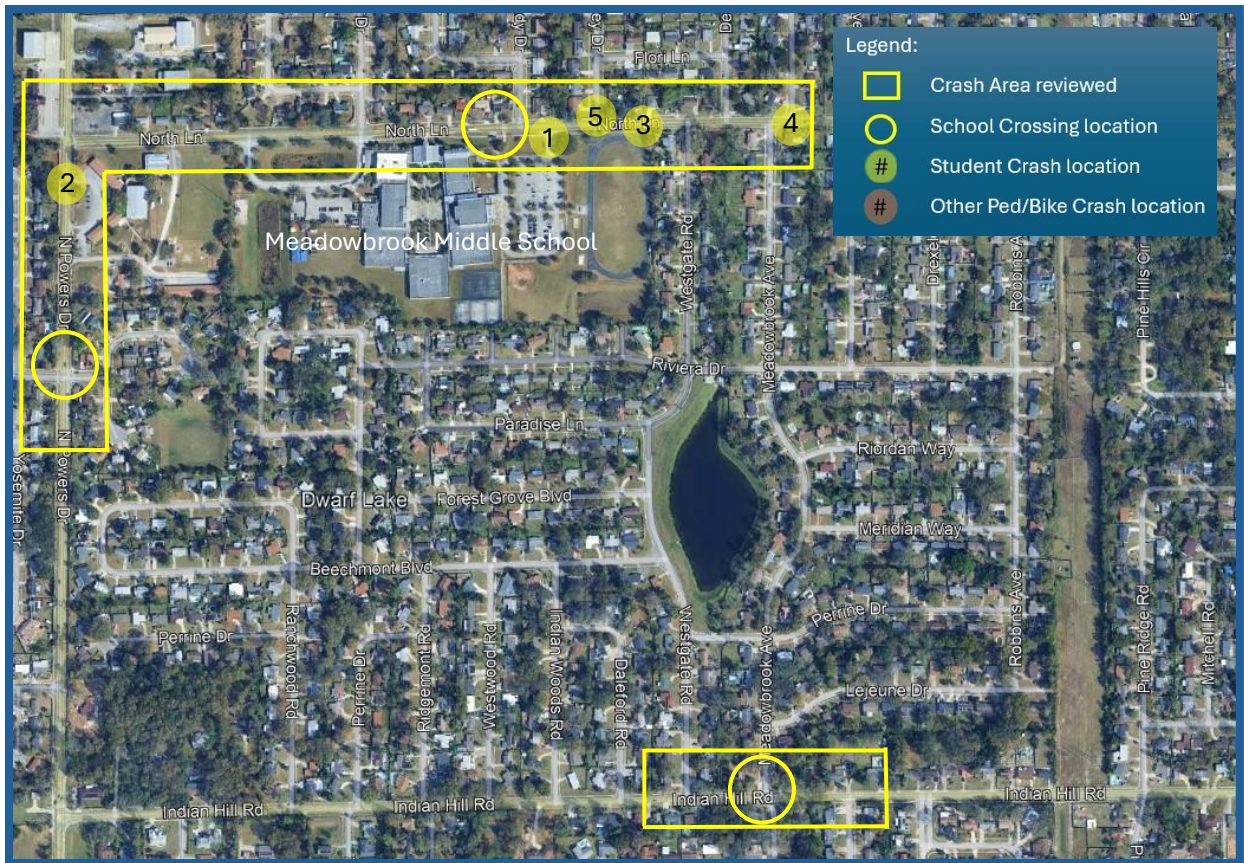 Legend:
Crash Area reviewed
School Crossing location
# Student Crash location
# Other Ped/Bike Crash location
Flori Ln
North Ln
North Ln
North Ln
1
2
3
4
5
Meadowbrook Middle School
N Powers Dr
N Powers Dr
Westgate Rd
Meadowbrook Ave
Robbins A
Pine Hills Cir
Riviera Dr
Paradise Ln
Riordan Way
Yosemite Dr
Dwarf Lake
Forest Grove Blvd
Meridian Way
Beechmont Blvd
Perrine Dr
Perrine Dr
Perrine Dr
Ranchwood Rd
Ridgemont Rd
Westwood Rd
Indian Woods Rd
Daleford Rd
Westgate Rd
Meadowbrook Ave
Robbins Ave
Pine Ridge Rd
Mitchell Rd
Lejeune Dr
Indian Hill Rd
Indian Hill Rd
Indian Hill Rd
Indian Hill Rd